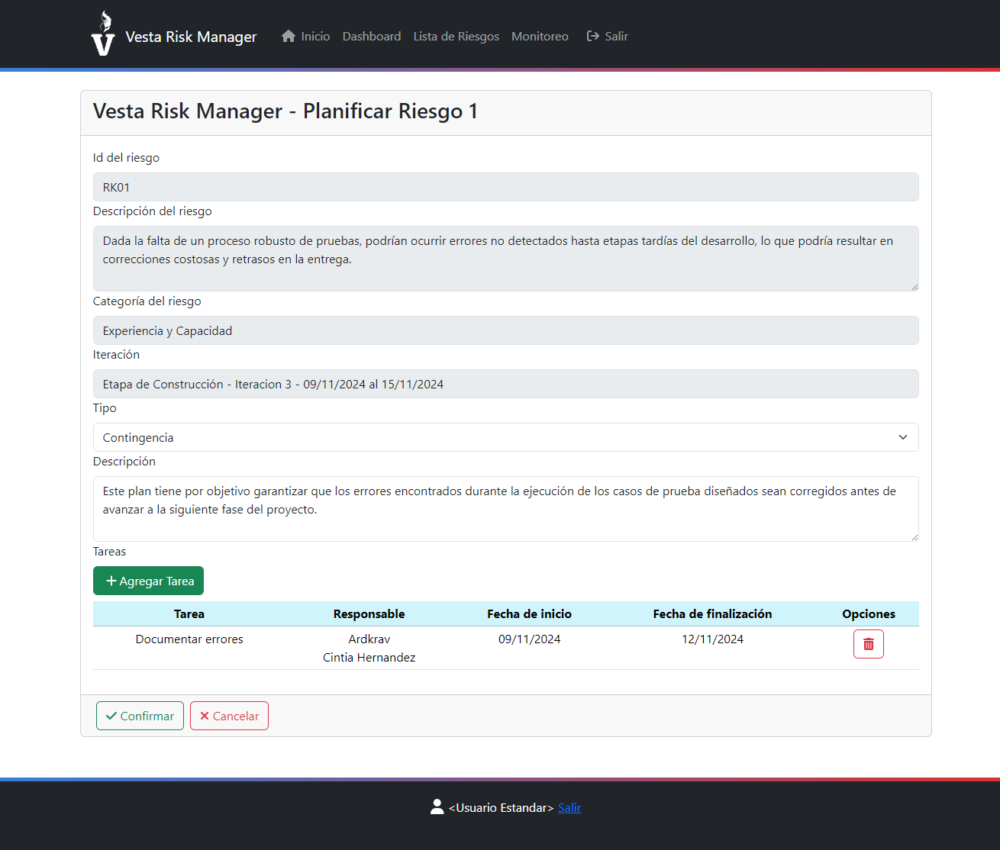 Vesta Risk Manager Inicio Dashboard Lista de Riesgos Monitoreo Salir
Vesta Risk Manager - Planificar Riesgo 1
Id del riesgo
RK01
Descripción del riesgo
Dada la falta de un proceso robusto de pruebas, podrían ocurrir errores no detectados hasta etapas tardías del desarrollo, lo que podría resultar en
correcciones costosas y retrasos en la entrega.
Categoría del riesgo
Experiencia y Capacidad
Iteración
Etapa de Construcción - Iteracion 3 - 09/11/2024 al 15/11/2024
Tipo
Contingencia
Descripción
Este plan tiene por objetivo garantizar que los errores encontrados durante la ejecución de los casos de prueba diseñados sean corregidos antes de
avanzar a la siguiente fase del proyecto.
Tareas
Agregar Tarea
Tarea Responsable Fecha de inicio Fecha de finalización Opciones
Documentar errores Ardkrav 09/11/2024 12/11/2024
Cintia Hernandez
Confirmar Cancelar
<Usuario Estandar> Salir